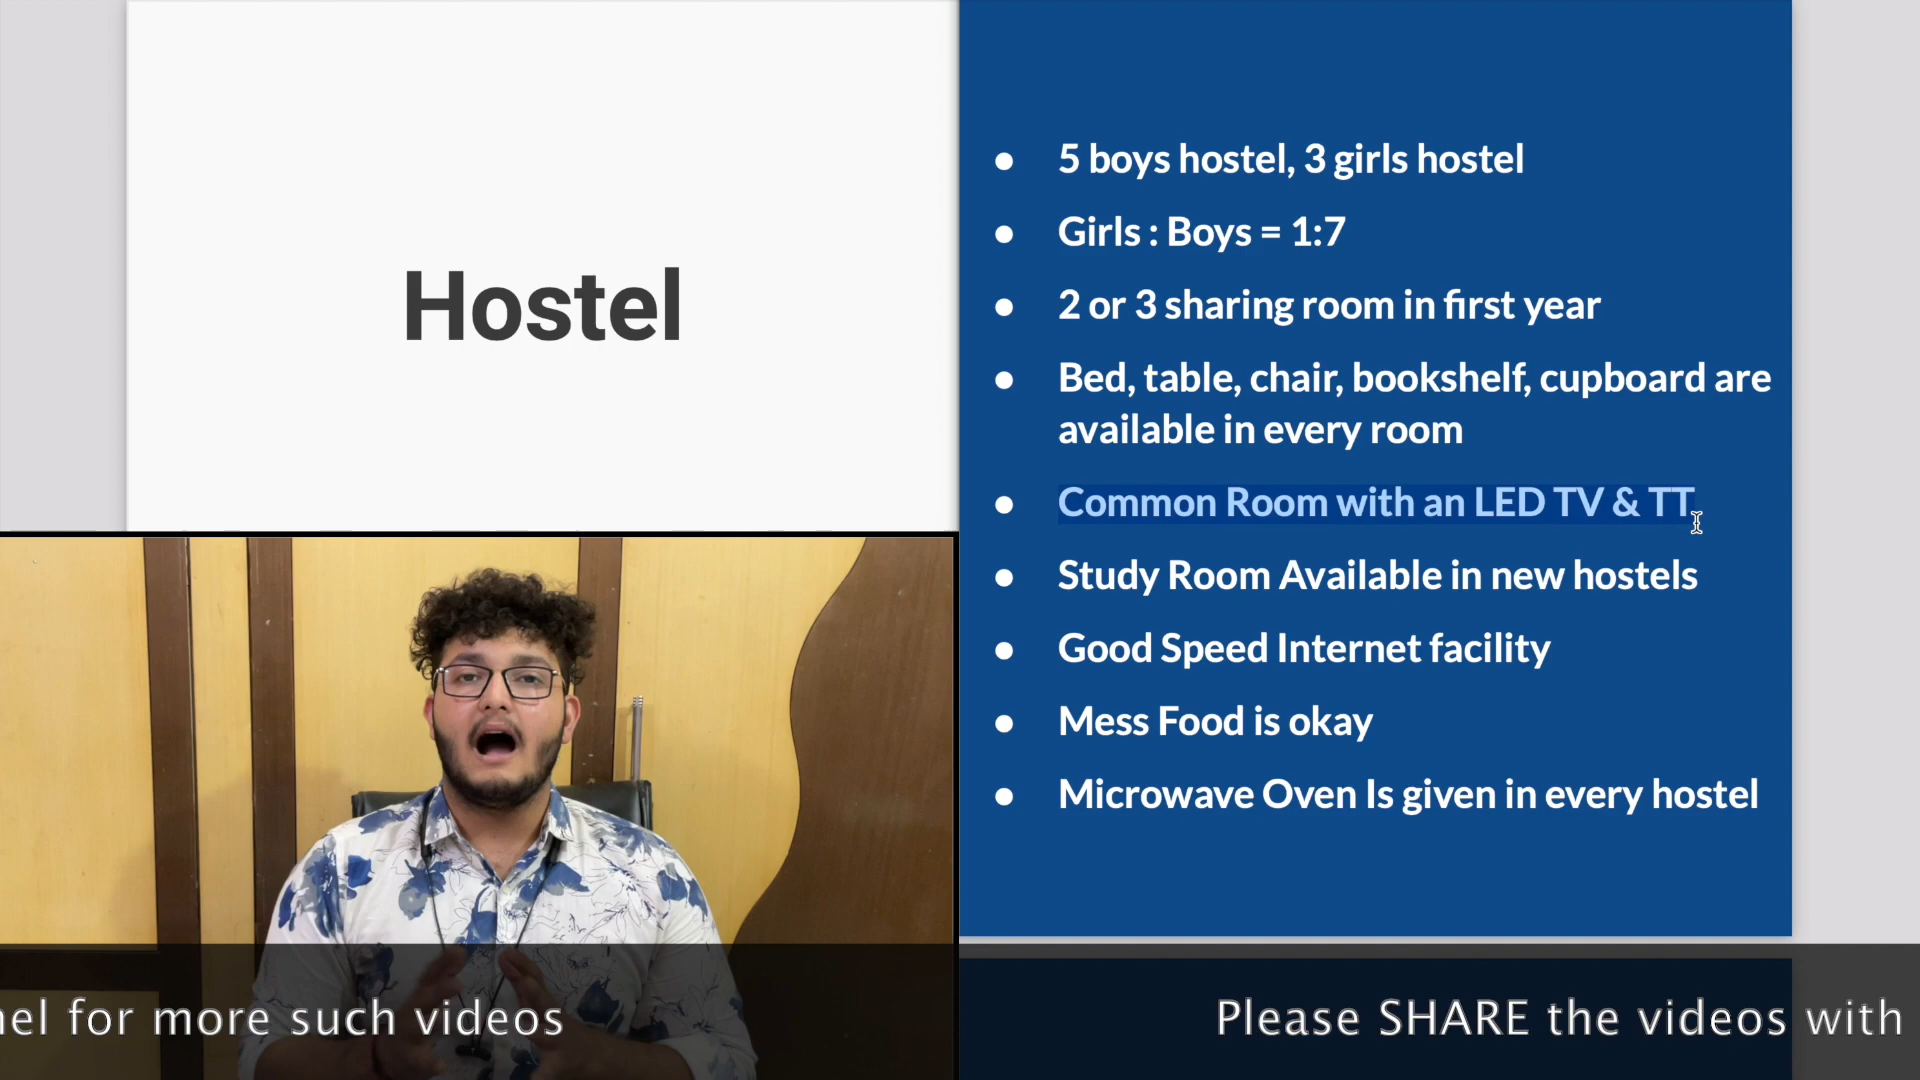 Hostel
● 5 boys hostel, 3 girls hostel
● Girls : Boys = 1:7
● 2 or 3 sharing room in first year
● Bed, table, chair, bookshelf, cupboard are
available in every room
● Common Room with an LED TV & TT
● Study Room Available in new hostels
● Good Speed Internet facility
● Mess Food is okay
● Microwave Oven Is given in every hostel
nel for more such videos
Please SHARE the videos with